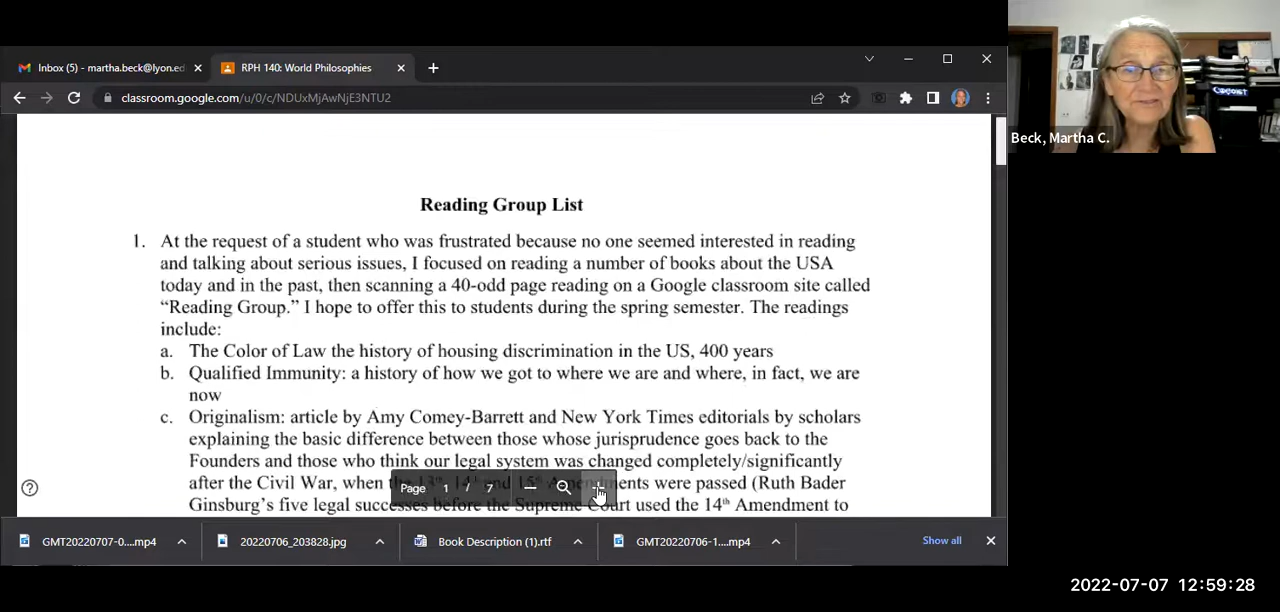 Inbox (5) - martha.beck@lyon.ed
RPH 140: World Philosophies
classroom.google.com/u/0/c/NDUxMjAwNjE3NTU2
Beck, Martha C.
Reading Group List
1. At the request of a student who was frustrated because no one seemed interested in reading
and talking about serious issues, I focused on reading a number of books about the USA
today and in the past, then scanning a 40-odd page reading on a Google classroom site called
“Reading Group.” I hope to offer this to students during the spring semester. The readings
include:
a. The Color of Law the history of housing discrimination in the US, 400 years
b. Qualified Immunity: a history of how we got to where we are and where, in fact, we are
now
c. Originalism: article by Amy Comey-Barrett and New York Times editorials by scholars
explaining the basic difference between those whose jurisprudence goes back to the
Founders and those who think our legal system was changed completely/significantly
after the Civil War, when the 13th, 14th and 15th Amendments were passed (Ruth Bader
Ginsburg's five legal successes before the Supreme Court used the 14th Amendment to
Page 1 / 7
GMT20220707-0....mp4
20220706_203828.jpg
Book Description (1).rtf
GMT20220706-1....mp4
Show all
2022-07-07 12:59:28